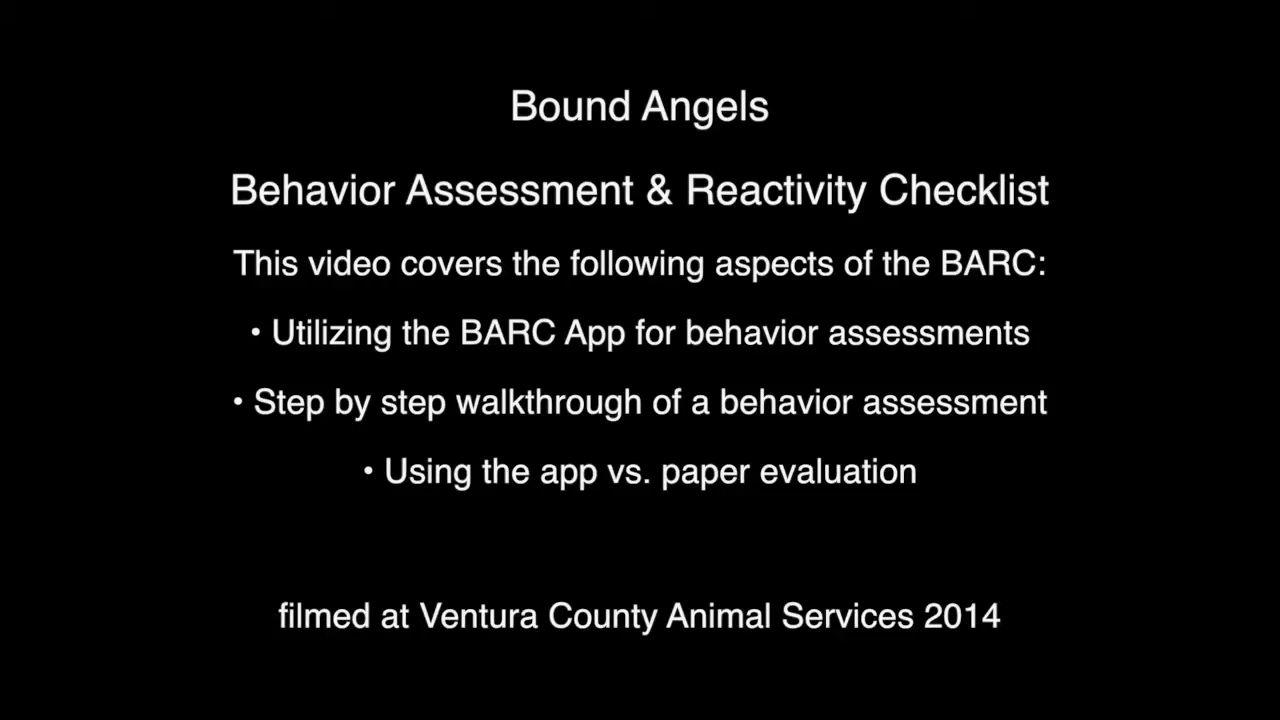 Bound Angels
Behavior Assessment & Reactivity Checklist
This video covers the following aspects of the BARC:
• Utilizing the BARC App for behavior assessments
• Step by step walkthrough of a behavior assessment
• Using the app vs. paper evaluation
filmed at Ventura County Animal Services 2014